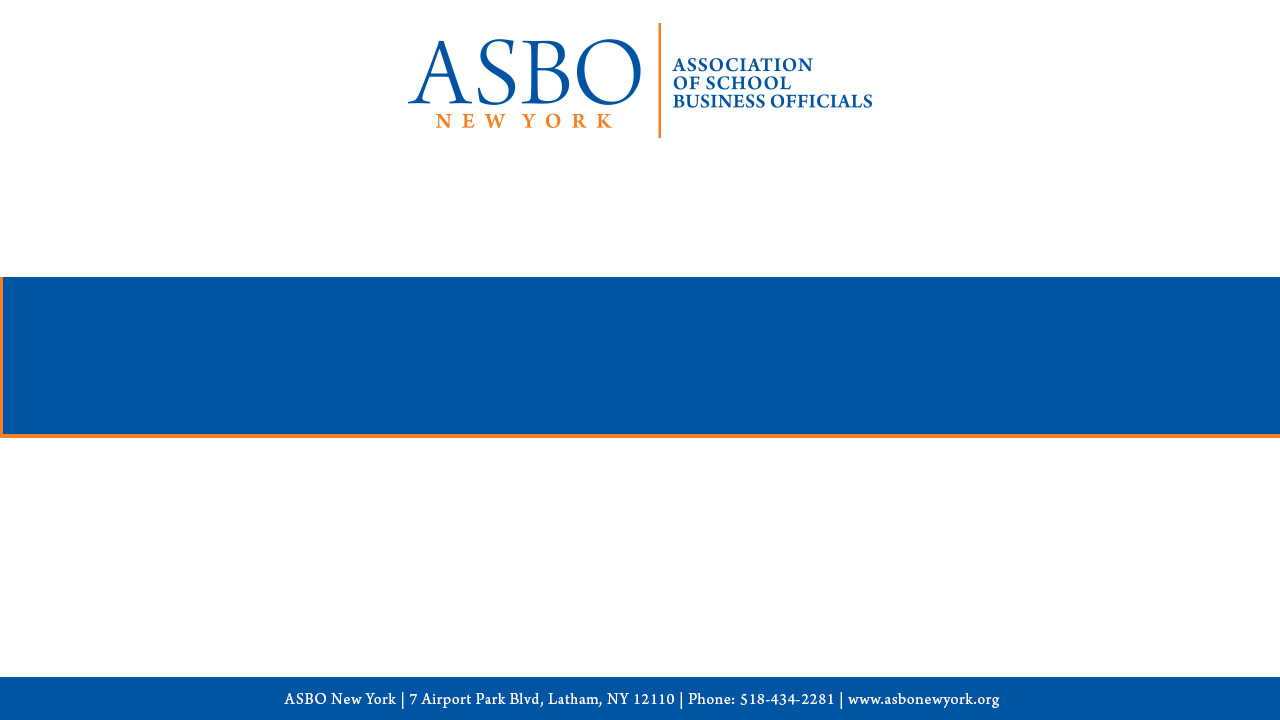 ASBO
NEW YORK
ASSOCIATION
OF SCHOOL
BUSINESS OFFICIALS
ASBO New York | 7 Airport Park Blvd, Latham, NY 12110 | Phone: 518-434-2281 | www.asbonewyork.org